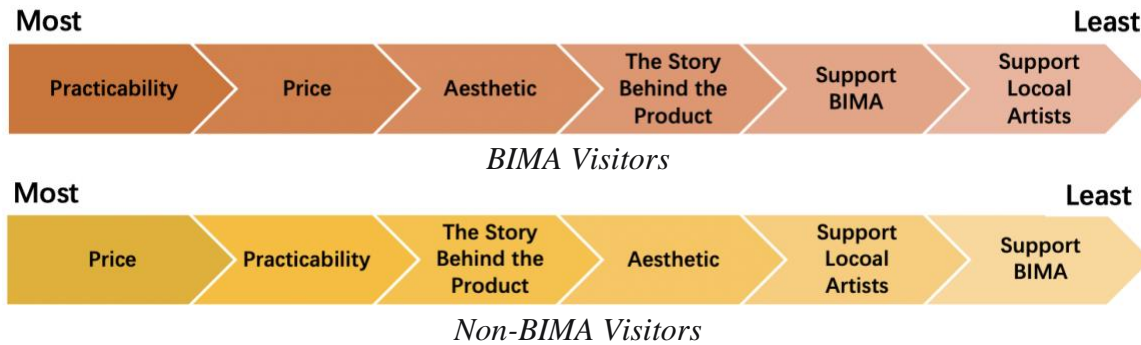 Most Least
Practicability Price Aesthetic The Story Behind the Product Support BIMA Support Locoal Artists
BIMA Visitors
Most Least
Price Practicability The Story Behind the Product Aesthetic Support Locoal Artists Support BIMA
Non-BIMA Visitors